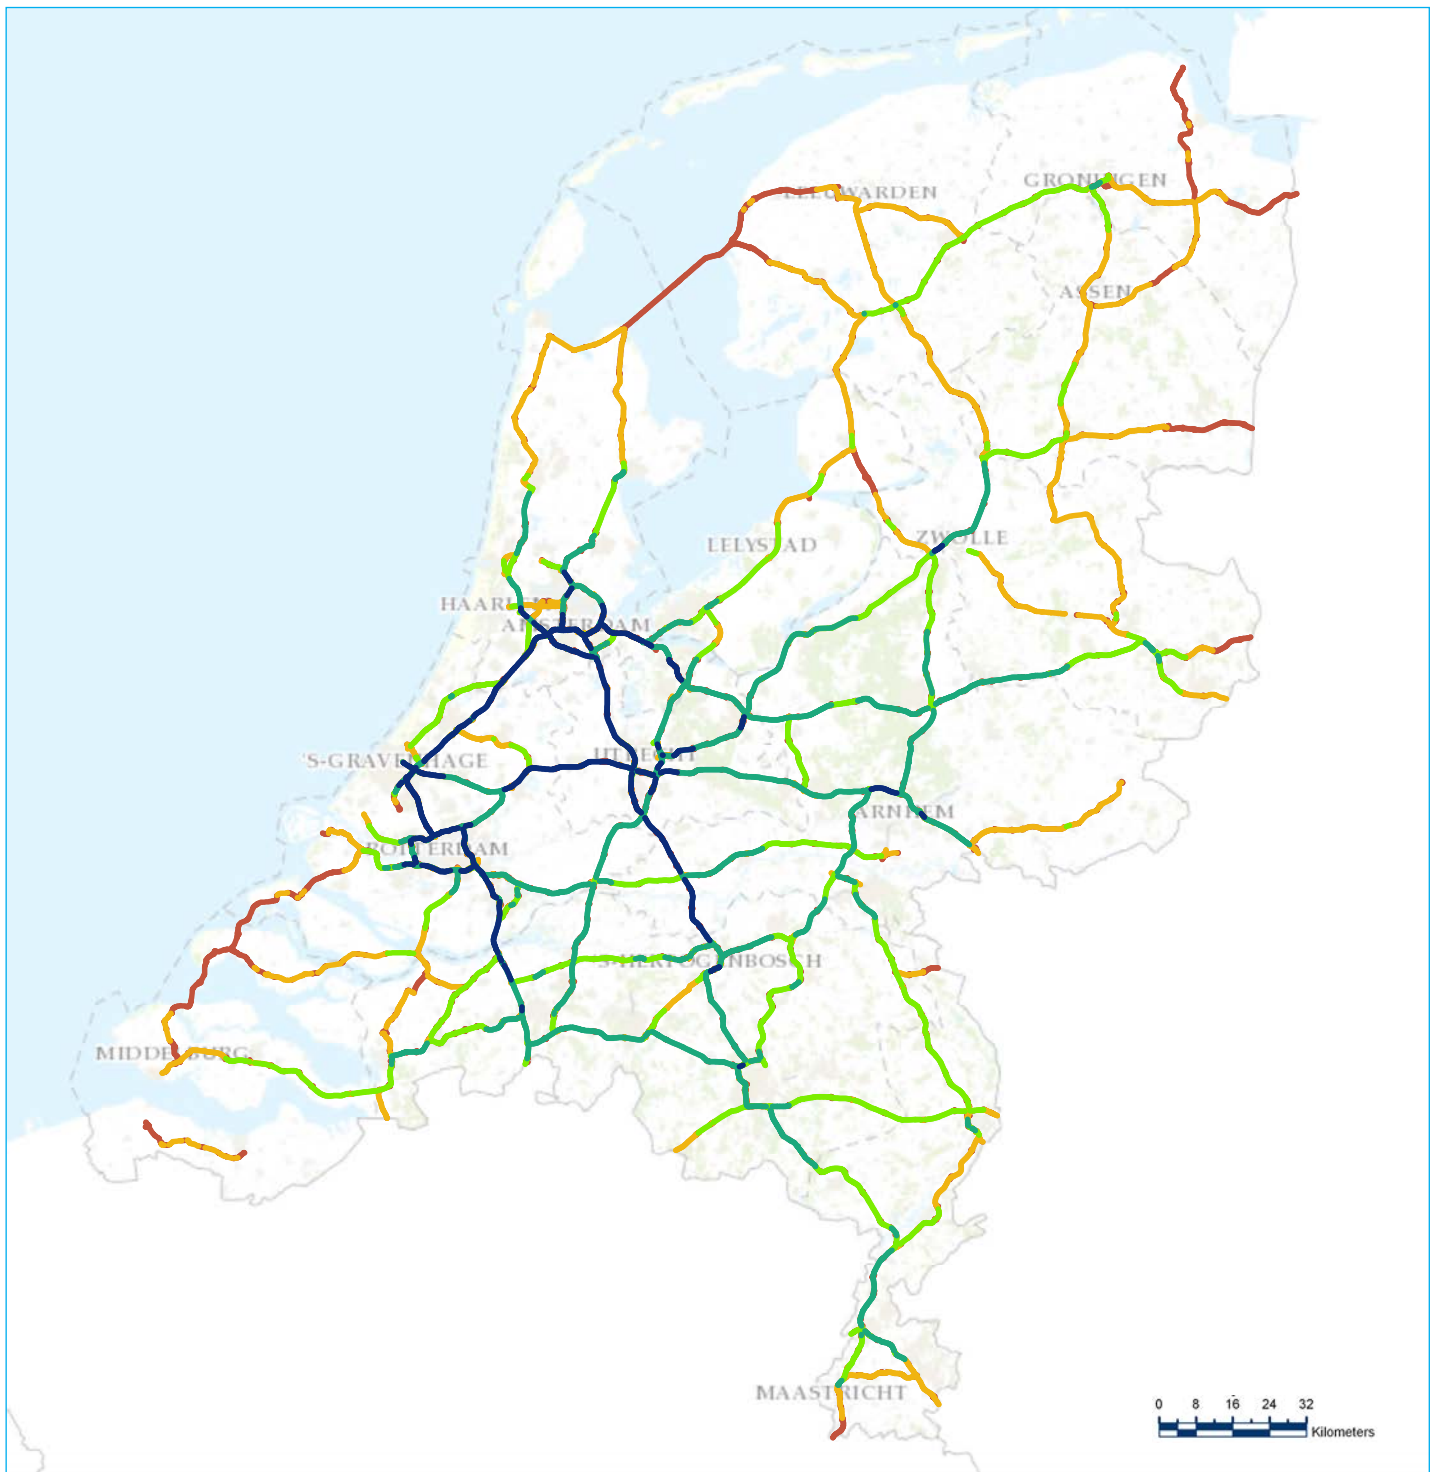 GRONINGEN
LEEUWARDEN
ASSEN
ZWOLLE
LELYSTAD
HAARLEM
AMSTERDAM
'S-GRAVENHAGE
UTRECHT
ARNHEM
ROTTERDAM
'S-HERTOGENBOSCH
MIDDELBURG
MAASTRICHT
0 8 16 24 32
Kilometers